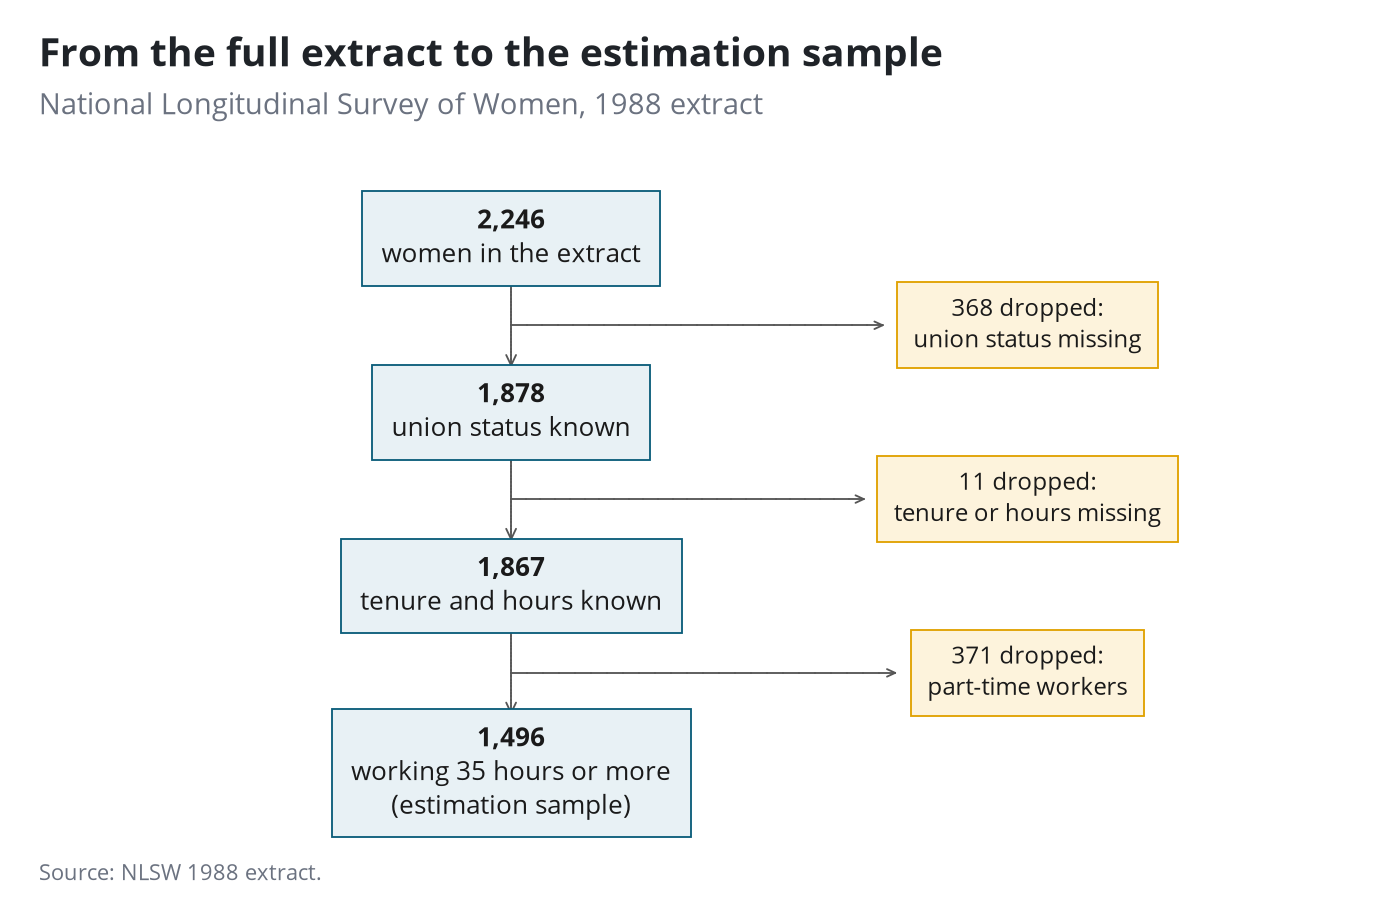 From the full extract to the estimation sample
National Longitudinal Survey of Women, 1988 extract
2,246
women in the extract
368 dropped:
union status missing
1,878
union status known
11 dropped:
tenure or hours missing
1,867
tenure and hours known
371 dropped:
part-time workers
1,496
working 35 hours or more
(estimation sample)
Source: NLSW 1988 extract.